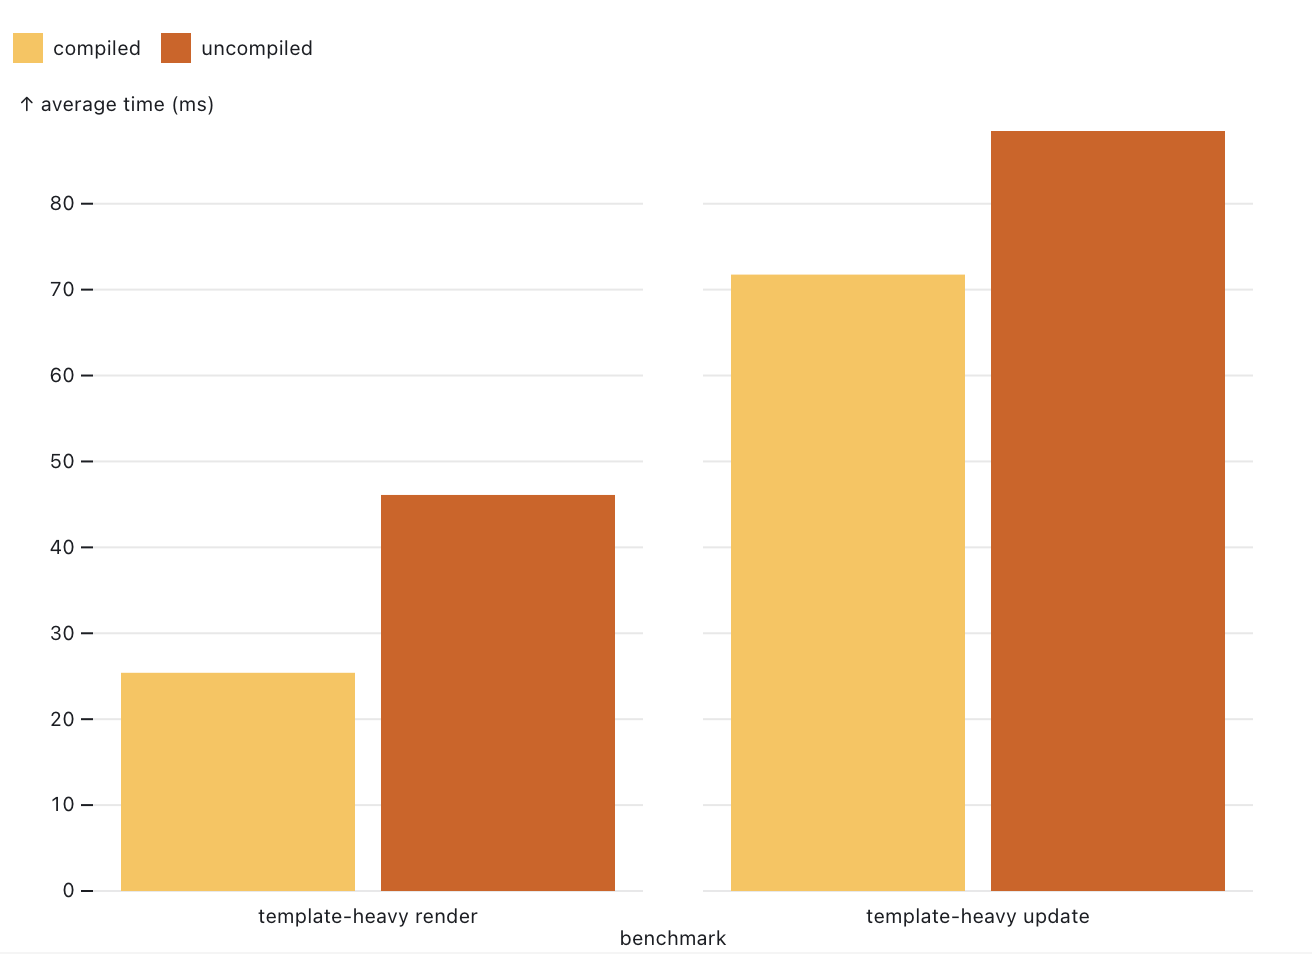 compiled uncompiled
↑ average time (ms)
80
70
60
50
40
30
20
10
0
template-heavy render template-heavy update
benchmark